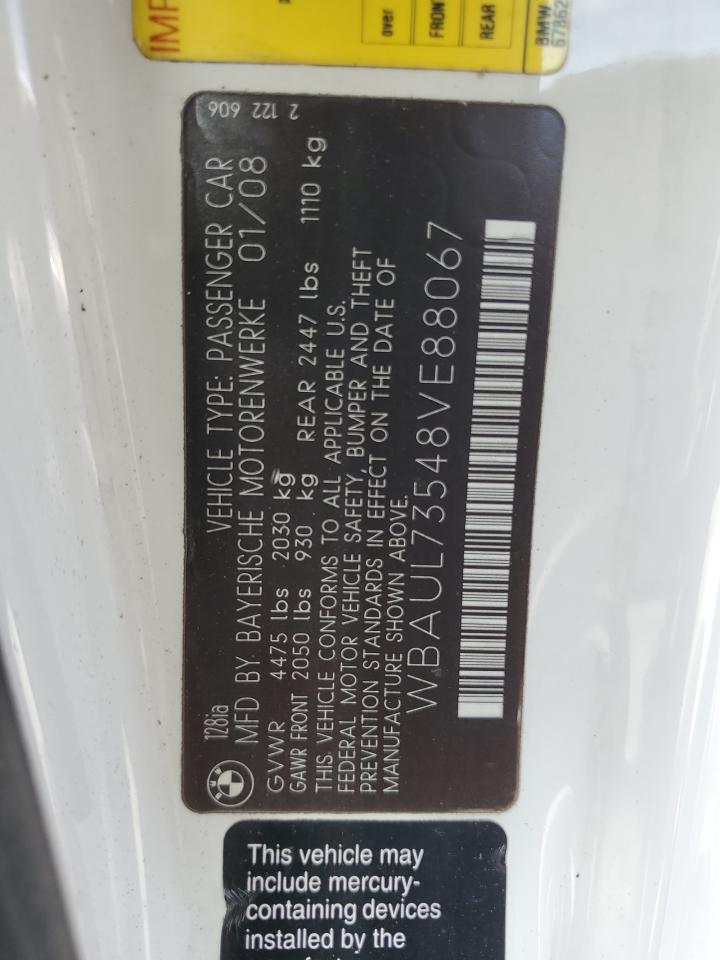 IMP
over
FRONT
REAR
BMW
67862
2 122 606
128ia VEHICLE TYPE: PASSENGER CAR
MFD BY: BAYERISCHE MOTORENWERKE 01/08
GVWR 4475 lbs 2030 kg
GAWR FRONT 2050 lbs 930 kg REAR 2447 lbs 1110 kg
THIS VEHICLE CONFORMS TO ALL APPLICABLE U.S.
FEDERAL MOTOR VEHICLE SAFETY, BUMPER AND THEFT
PREVENTION STANDARDS IN EFFECT ON THE DATE OF
MANUFACTURE SHOWN ABOVE.
WBAUL73548VE88067
BMW
This vehicle may
include mercury-
containing devices
installed by the